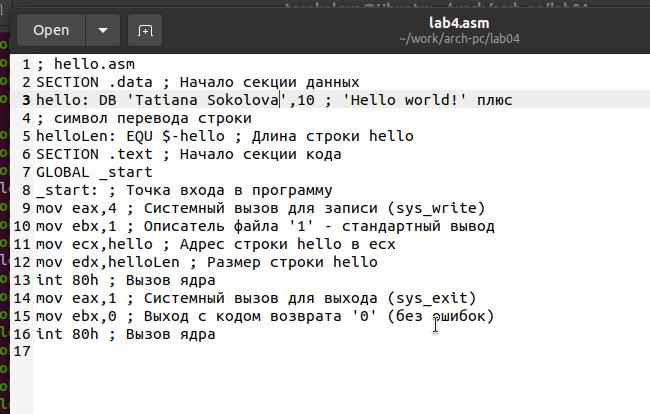 Open
lab4.asm
~/work/arch-pc/lab04
1 ; hello.asm
2 SECTION .data ; Начало секции данных
3 hello: DB 'Tatiana Sokolova',10 ; 'Hello world!' плюс
4 ; символ перевода строки
5 helloLen: EQU $-hello ; Длина строки hello
6 SECTION .text ; Начало секции кода
7 GLOBAL _start
8 _start: ; Точка входа в программу
9 mov eax,4 ; Системный вызов для записи (sys_write)
10 mov ebx,1 ; Описатель файла '1' - стандартный вывод
11 mov ecx,hello ; Адрес строки hello в ecx
12 mov edx,helloLen ; Размер строки hello
13 int 80h ; Вызов ядра
14 mov eax,1 ; Системный вызов для выхода (sys_exit)
15 mov ebx,0 ; Выход с кодом возврата '0' (без ошибок)
16 int 80h ; Вызов ядра
17